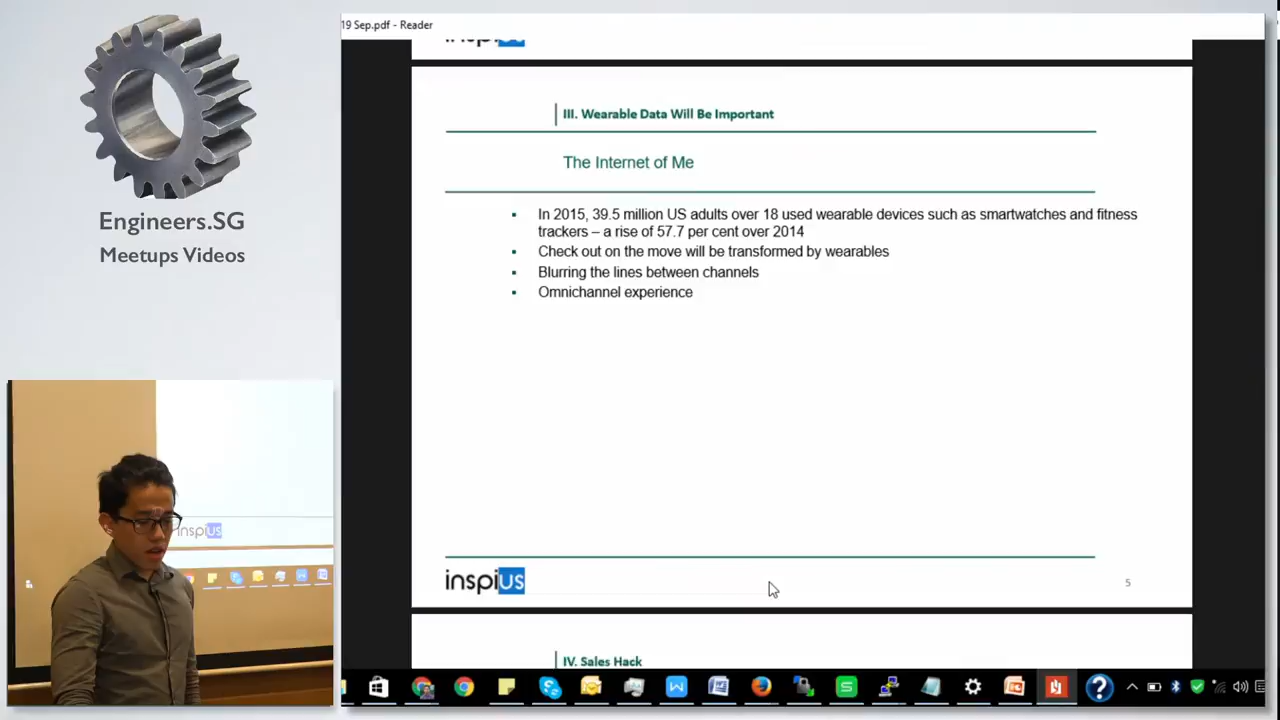 19 Sep.pdf - Reader
Engineers.SG
Meetups Videos
III. Wearable Data Will Be Important
The Internet of Me
▪ In 2015, 39.5 million US adults over 18 used wearable devices such as smartwatches and fitness
trackers – a rise of 57.7 per cent over 2014
▪ Check out on the move will be transformed by wearables
▪ Blurring the lines between channels
▪ Omnichannel experience
inspius
5
IV. Sales Hack
inspius